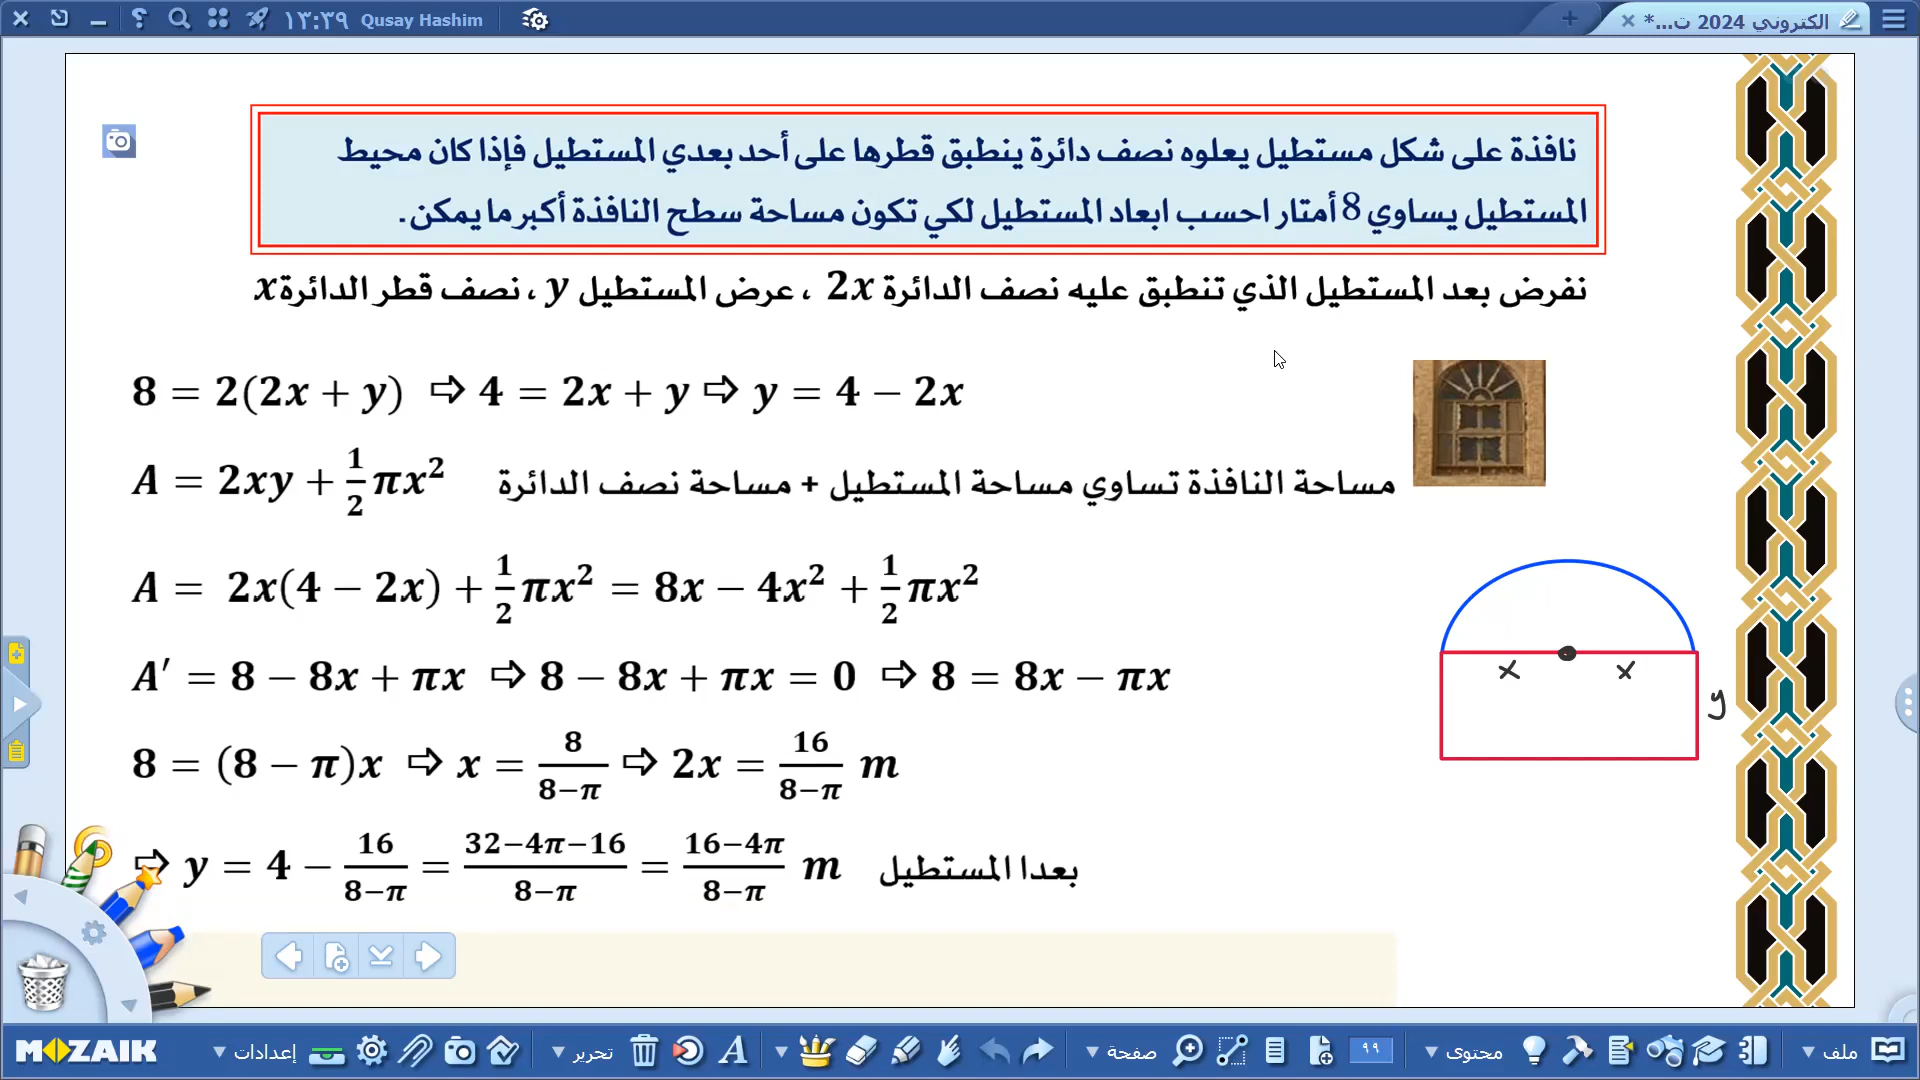 ١٣:٣٩ Qusay Hashim
الكتروني 2024 ت...*
نافذة على شكل مستطيل يعلوه نصف دائرة ينطبق قطرها على أحد بعدي المستطيل فإذا كان محيط
المستطيل يساوي 8 أمتار احسب ابعاد المستطيل لكي تكون مساحة سطح النافذة أكبر ما يمكن.
نفرض بعد المستطيل الذي تنطبق عليه نصف الدائرة 2x ، عرض المستطيل y ، نصف قطر الدائرة x
8 = 2(2x + y) ⇨ 4 = 2x + y ⇨ y = 4 − 2x
A = 2xy + 1/2 πx² مساحة النافذة تساوي مساحة المستطيل + مساحة نصف الدائرة
A = 2x(4 − 2x) + 1/2 πx² = 8x − 4x² + 1/2 πx²
A′ = 8 − 8x + πx ⇨ 8 − 8x + πx = 0 ⇨ 8 = 8x − πx
x x
y
8 = (8 − π)x ⇨ x = 8/(8−π) ⇨ 2x = 16/(8−π) m
⇨ y = 4 − 16/(8−π) = (32−4π−16)/(8−π) = (16−4π)/(8−π) m بعدا المستطيل
MOZAIK
إعدادات
تحرير
صفحة
٩٩
محتوى
ملف